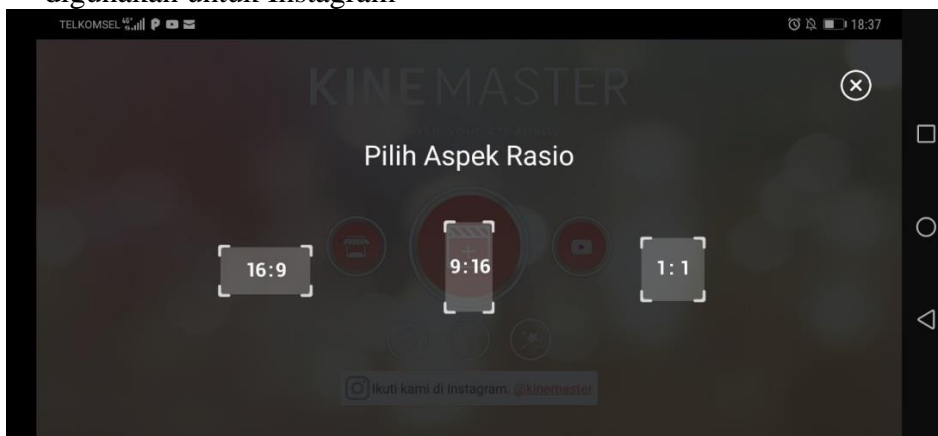 digunakan untuk Instagram
TELKOMSEL 18:37
KINEMASTER
Pilih Aspek Rasio
16:9
9:16
1:1
Ikuti kami di Instagram. @kinemaster